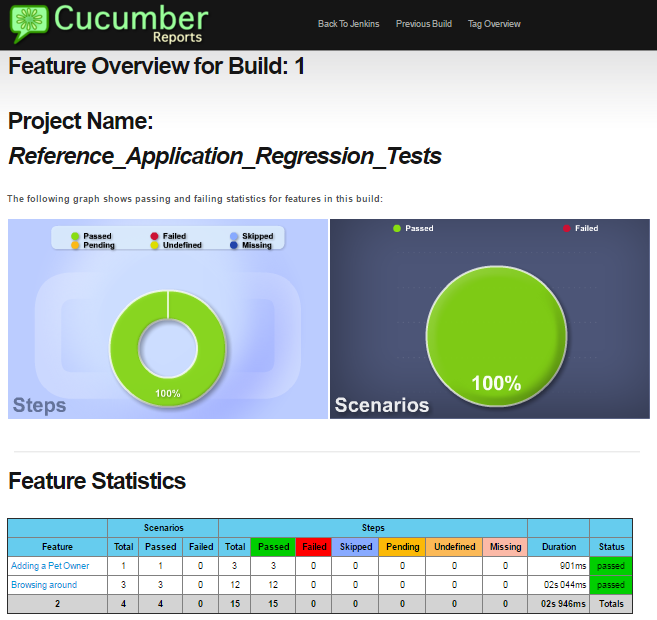 Cucumber
Reports
Back To Jenkins Previous Build Tag Overview
Feature Overview for Build: 1
Project Name:
Reference_Application_Regression_Tests
The following graph shows passing and failing statistics for features in this build:
Passed Failed Skipped
Pending Undefined Missing
100%
Steps
Passed Failed
100%
Scenarios
Feature Statistics
Scenarios Steps
Feature Total Passed Failed Total Passed Failed Skipped Pending Undefined Missing Duration Status
Adding a Pet Owner 1 1 0 3 3 0 0 0 0 0 901ms passed
Browsing around 3 3 0 12 12 0 0 0 0 0 02s 044ms passed
2 4 4 0 15 15 0 0 0 0 0 02s 946ms Totals